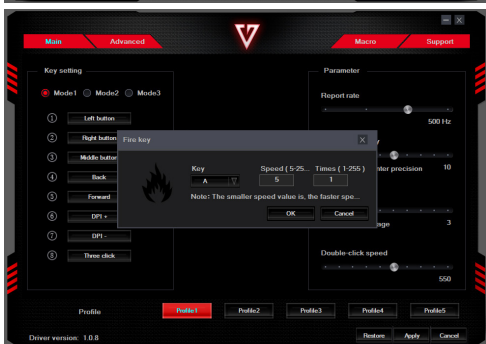 Main Advanced Macro Support
Key setting Parameter
Mode1 Mode2 Mode3
Report rate
1 Left button
500 Hz
2 Right button
Fire key X
3 Middle button
Key Speed ( 5-25... Times ( 1-255 )
4 Back A 5 1 nter precision 10
Note: The smaller speed value is, the faster spe...
5 Forward
OK Cancel
6 DPI +
age 3
7 DPI -
8 Three click Double-click speed
550
Profile Profile1 Profile2 Profile3 Profile4 Profile5
Driver version: 1.0.8 Restore Apply Cancel